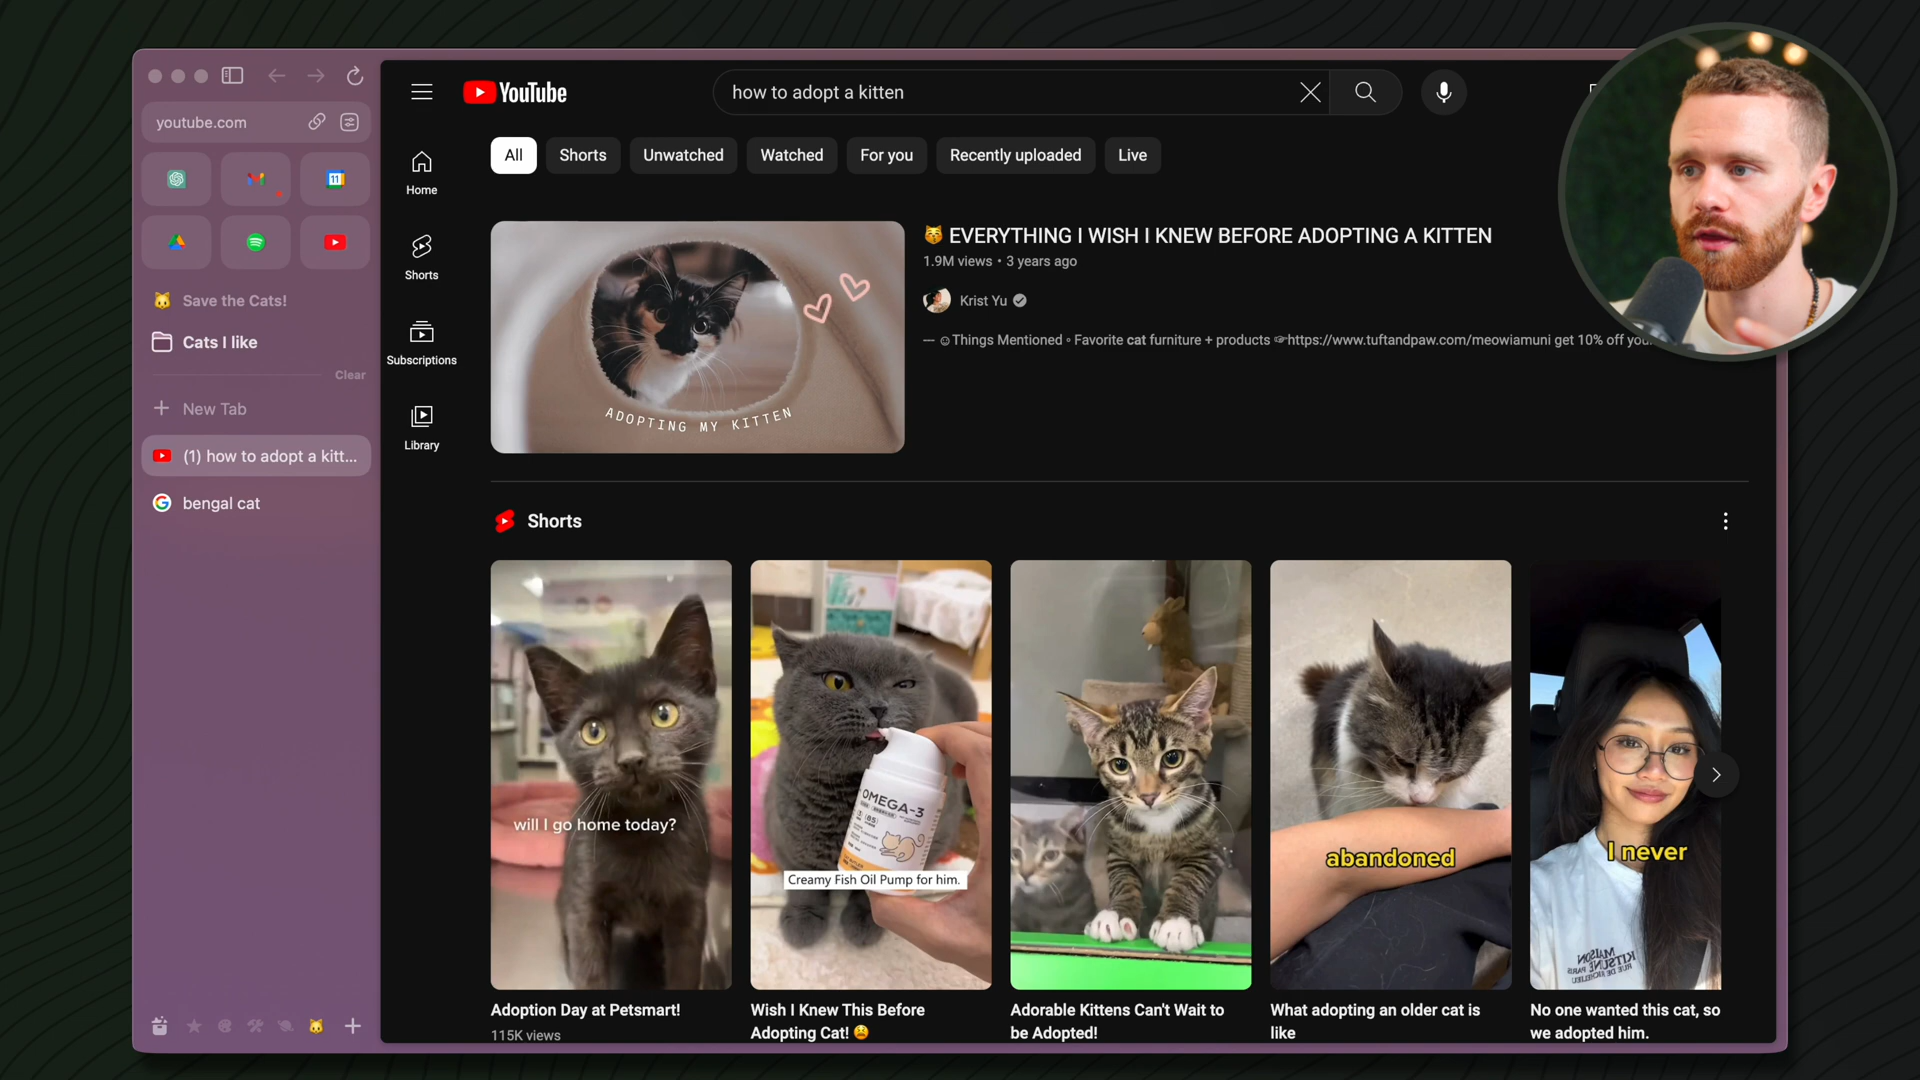 youtube.com
11
Save the Cats!
Cats I like
Clear
New Tab
(1) how to adopt a kitt...
bengal cat
YouTube
how to adopt a kitten
Home
Shorts
Subscriptions
Library
All
Shorts
Unwatched
Watched
For you
Recently uploaded
Live
ADOPTING MY KITTEN
EVERYTHING I WISH I KNEW BEFORE ADOPTING A KITTEN
1.9M views • 3 years ago
Krist Yu
— ☺Things Mentioned ◦ Favorite cat furniture + products ☞https://www.tuftandpaw.com/meowiamuni get 10% off you
Shorts
will I go home today?
Adoption Day at Petsmart!
115K views
OMEGA-3
Creamy Fish Oil Pump for him.
Wish I Knew This Before
Adopting Cat! 😩
Adorable Kittens Can't Wait to
be Adopted!
abandoned
What adopting an older cat is
like
I never
MAISON
KITSUNÉ PARIS
No one wanted this cat, so
we adopted him.